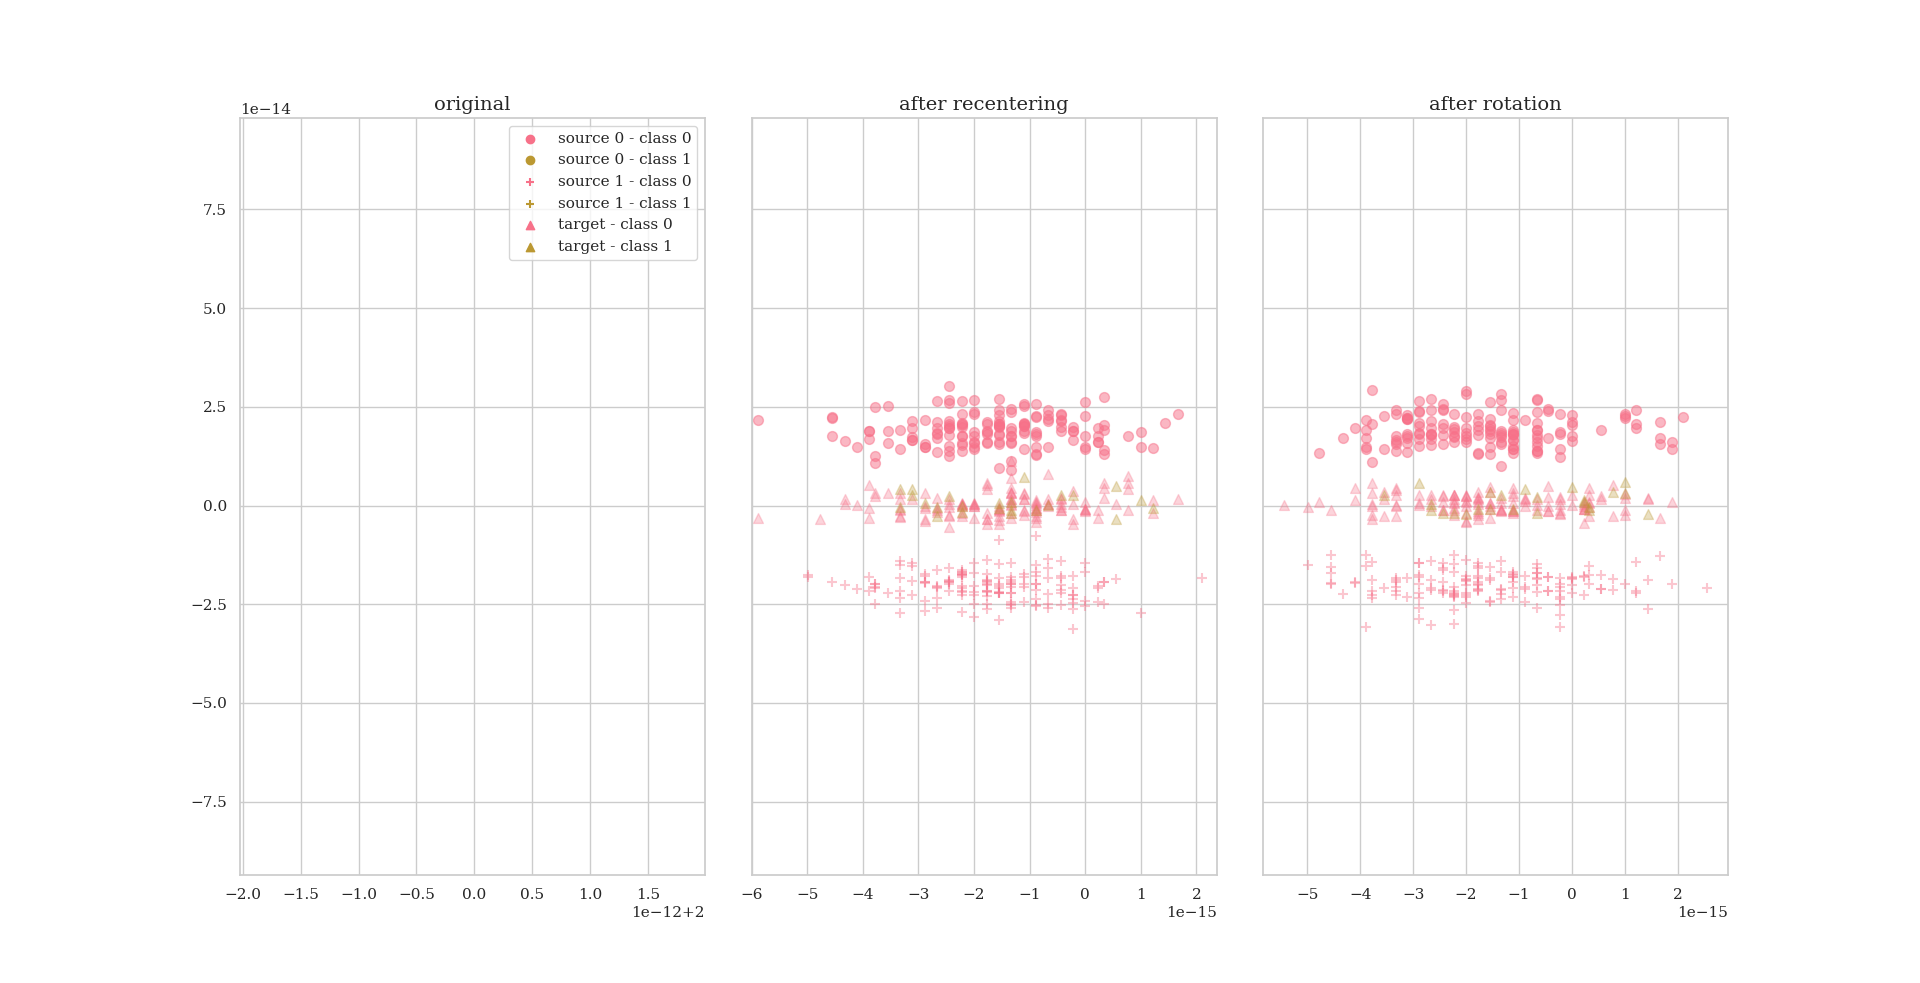 original
after recentering
after rotation
1e−14
source 0 - class 0
source 0 - class 1
source 1 - class 0
source 1 - class 1
target - class 0
target - class 1
7.5
5.0
2.5
0.0
−2.5
−5.0
−7.5
−2.0 −1.5 −1.0 −0.5 0.0 0.5 1.0 1.5
1e−12+2
−6 −5 −4 −3 −2 −1 0 1 2
1e−15
−5 −4 −3 −2 −1 0 1 2
1e−15